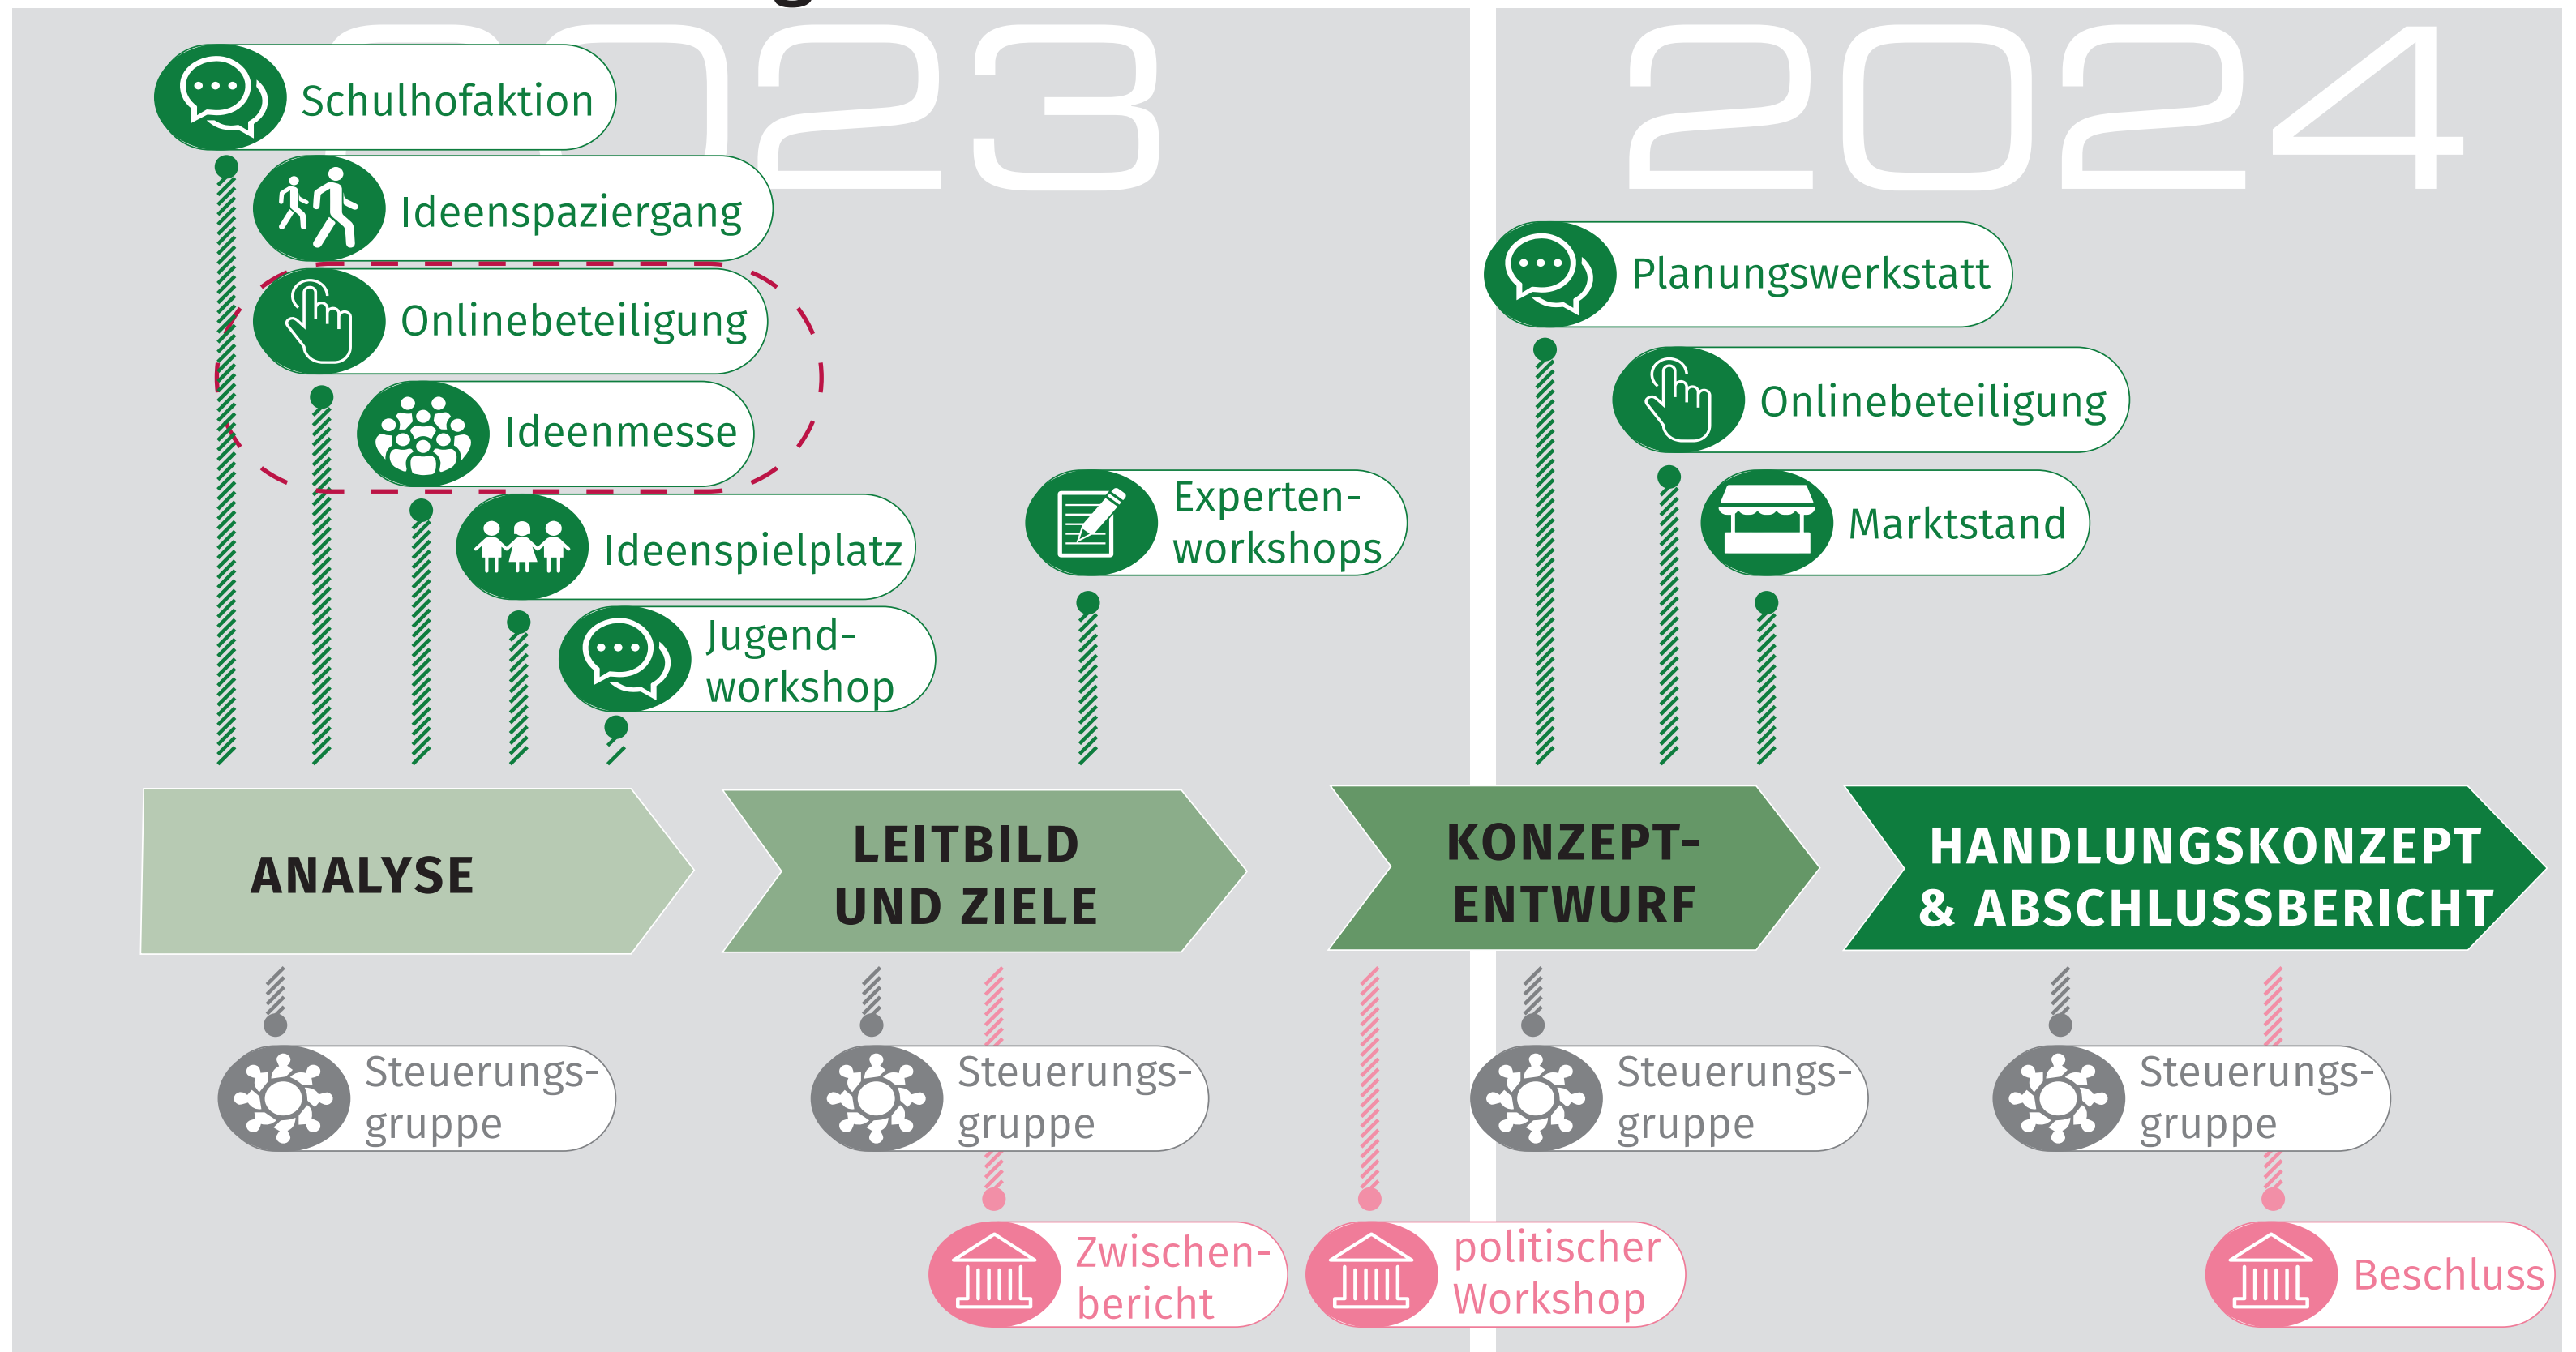 2023
2024
Schulhofaktion
Ideenspaziergang
Onlinebeteiligung
Ideenmesse
Ideenspielplatz
Jugend-
workshop
Experten-
workshops
Planungswerkstatt
Onlinebeteiligung
Marktstand
ANALYSE
LEITBILD
UND ZIELE
KONZEPT-
ENTWURF
HANDLUNGSKONZEPT
& ABSCHLUSSBERICHT
Steuerungs-
gruppe
Steuerungs-
gruppe
Steuerungs-
gruppe
Steuerungs-
gruppe
Zwischen-
bericht
politischer
Workshop
Beschluss